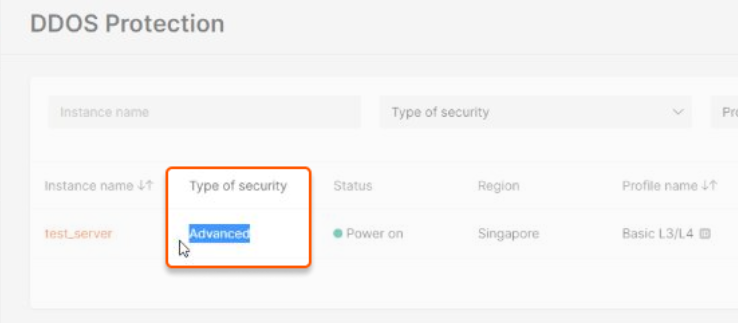 DDOS Protection
Instance name Type of security
Instance name ↓↑ Type of security Status Region Profile name ↓↑
test_server Advanced Power on Singapore Basic L3/L4